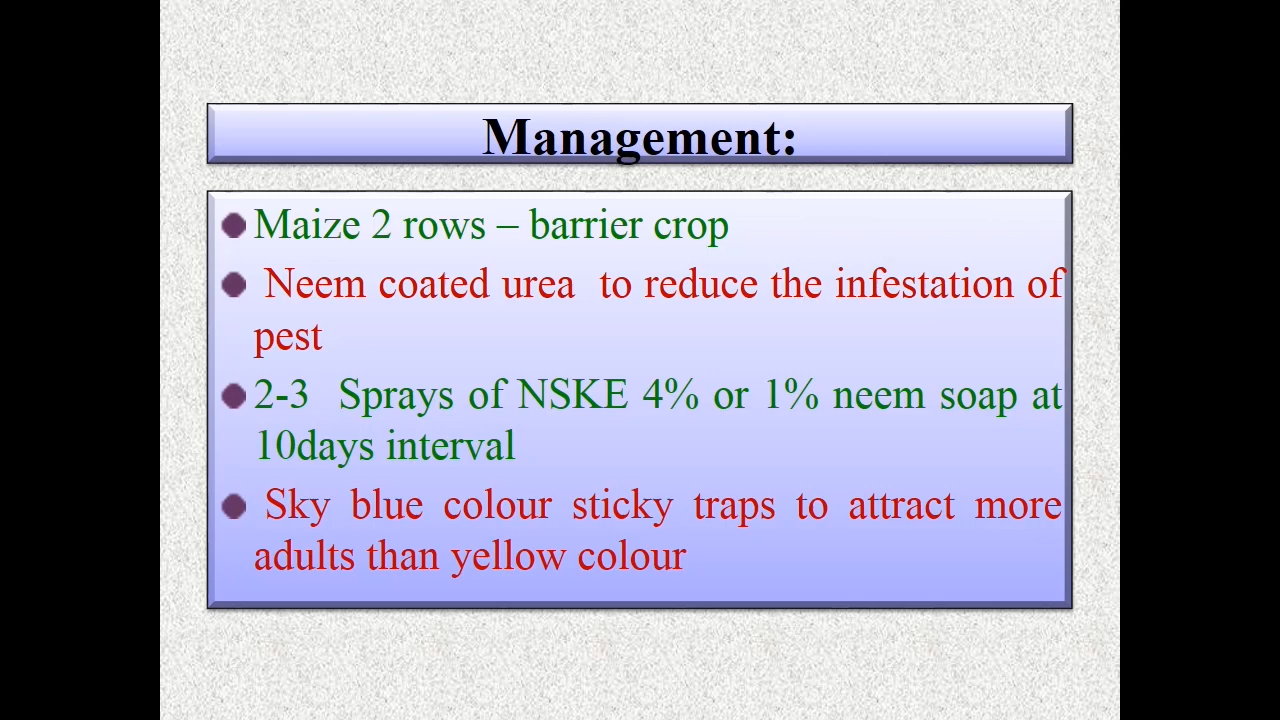 Management:
Maize 2 rows – barrier crop
Neem coated urea to reduce the infestation of
pest
2-3 Sprays of NSKE 4% or 1% neem soap at
10days interval
Sky blue colour sticky traps to attract more
adults than yellow colour